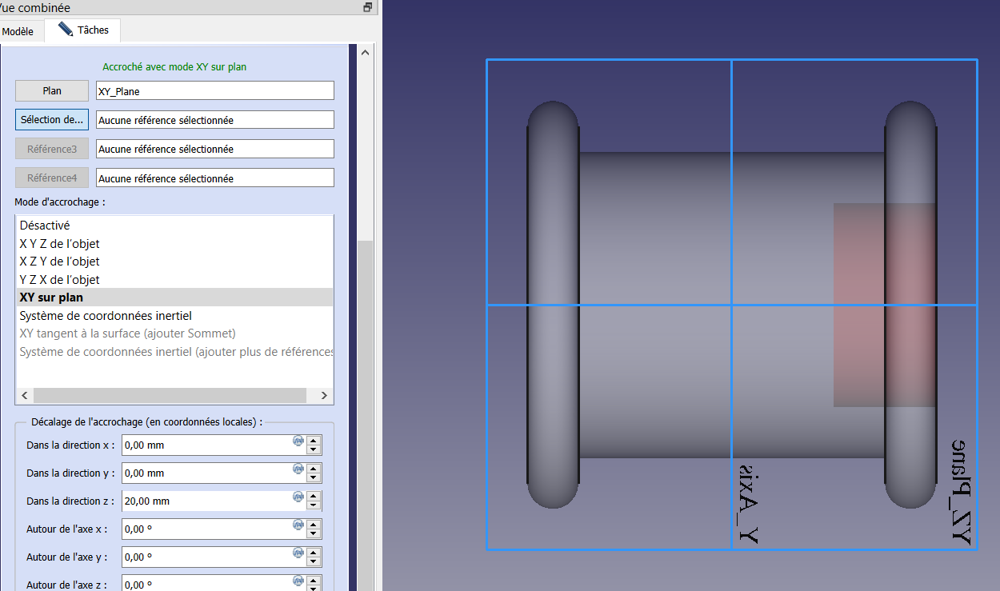 Vue combinée
Modèle
Tâches
Accroché avec mode XY sur plan
Plan
XY_Plane
Sélection de...
Aucune référence sélectionnée
Référence3
Aucune référence sélectionnée
Référence4
Aucune référence sélectionnée
Mode d'accrochage :
Désactivé
X Y Z de l'objet
X Z Y de l'objet
Y Z X de l'objet
XY sur plan
Système de coordonnées inertiel
XY tangent à la surface (ajouter Sommet)
Système de coordonnées inertiel (ajouter plus de références
Décalage de l'accrochage (en coordonnées locales) :
Dans la direction x :
0,00 mm
Dans la direction y :
0,00 mm
Dans la direction z :
20,00 mm
Autour de l'axe x :
0,00 °
Autour de l'axe y :
0,00 °
Autour de l'axe z :
0,00 °
Y_Axis
YZ_Plane